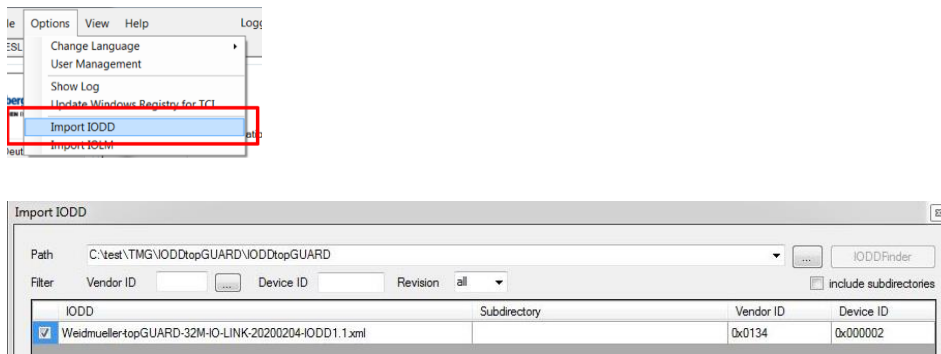 Options View Help
Change Language
User Management
Show Log
Update Windows Registry for TCI
Import IODD
Import IOLM
Import IODD
Path C:\test\TMG\IODDtopGUARD\IODDtopGUARD ... IODDFinder
Filter Vendor ID ... Device ID Revision all include subdirectories
IODD Subdirectory Vendor ID Device ID
Weidmueller-topGUARD-32M-IO-LINK-20200204-IODD1.1.xml 0x0134 0x000002